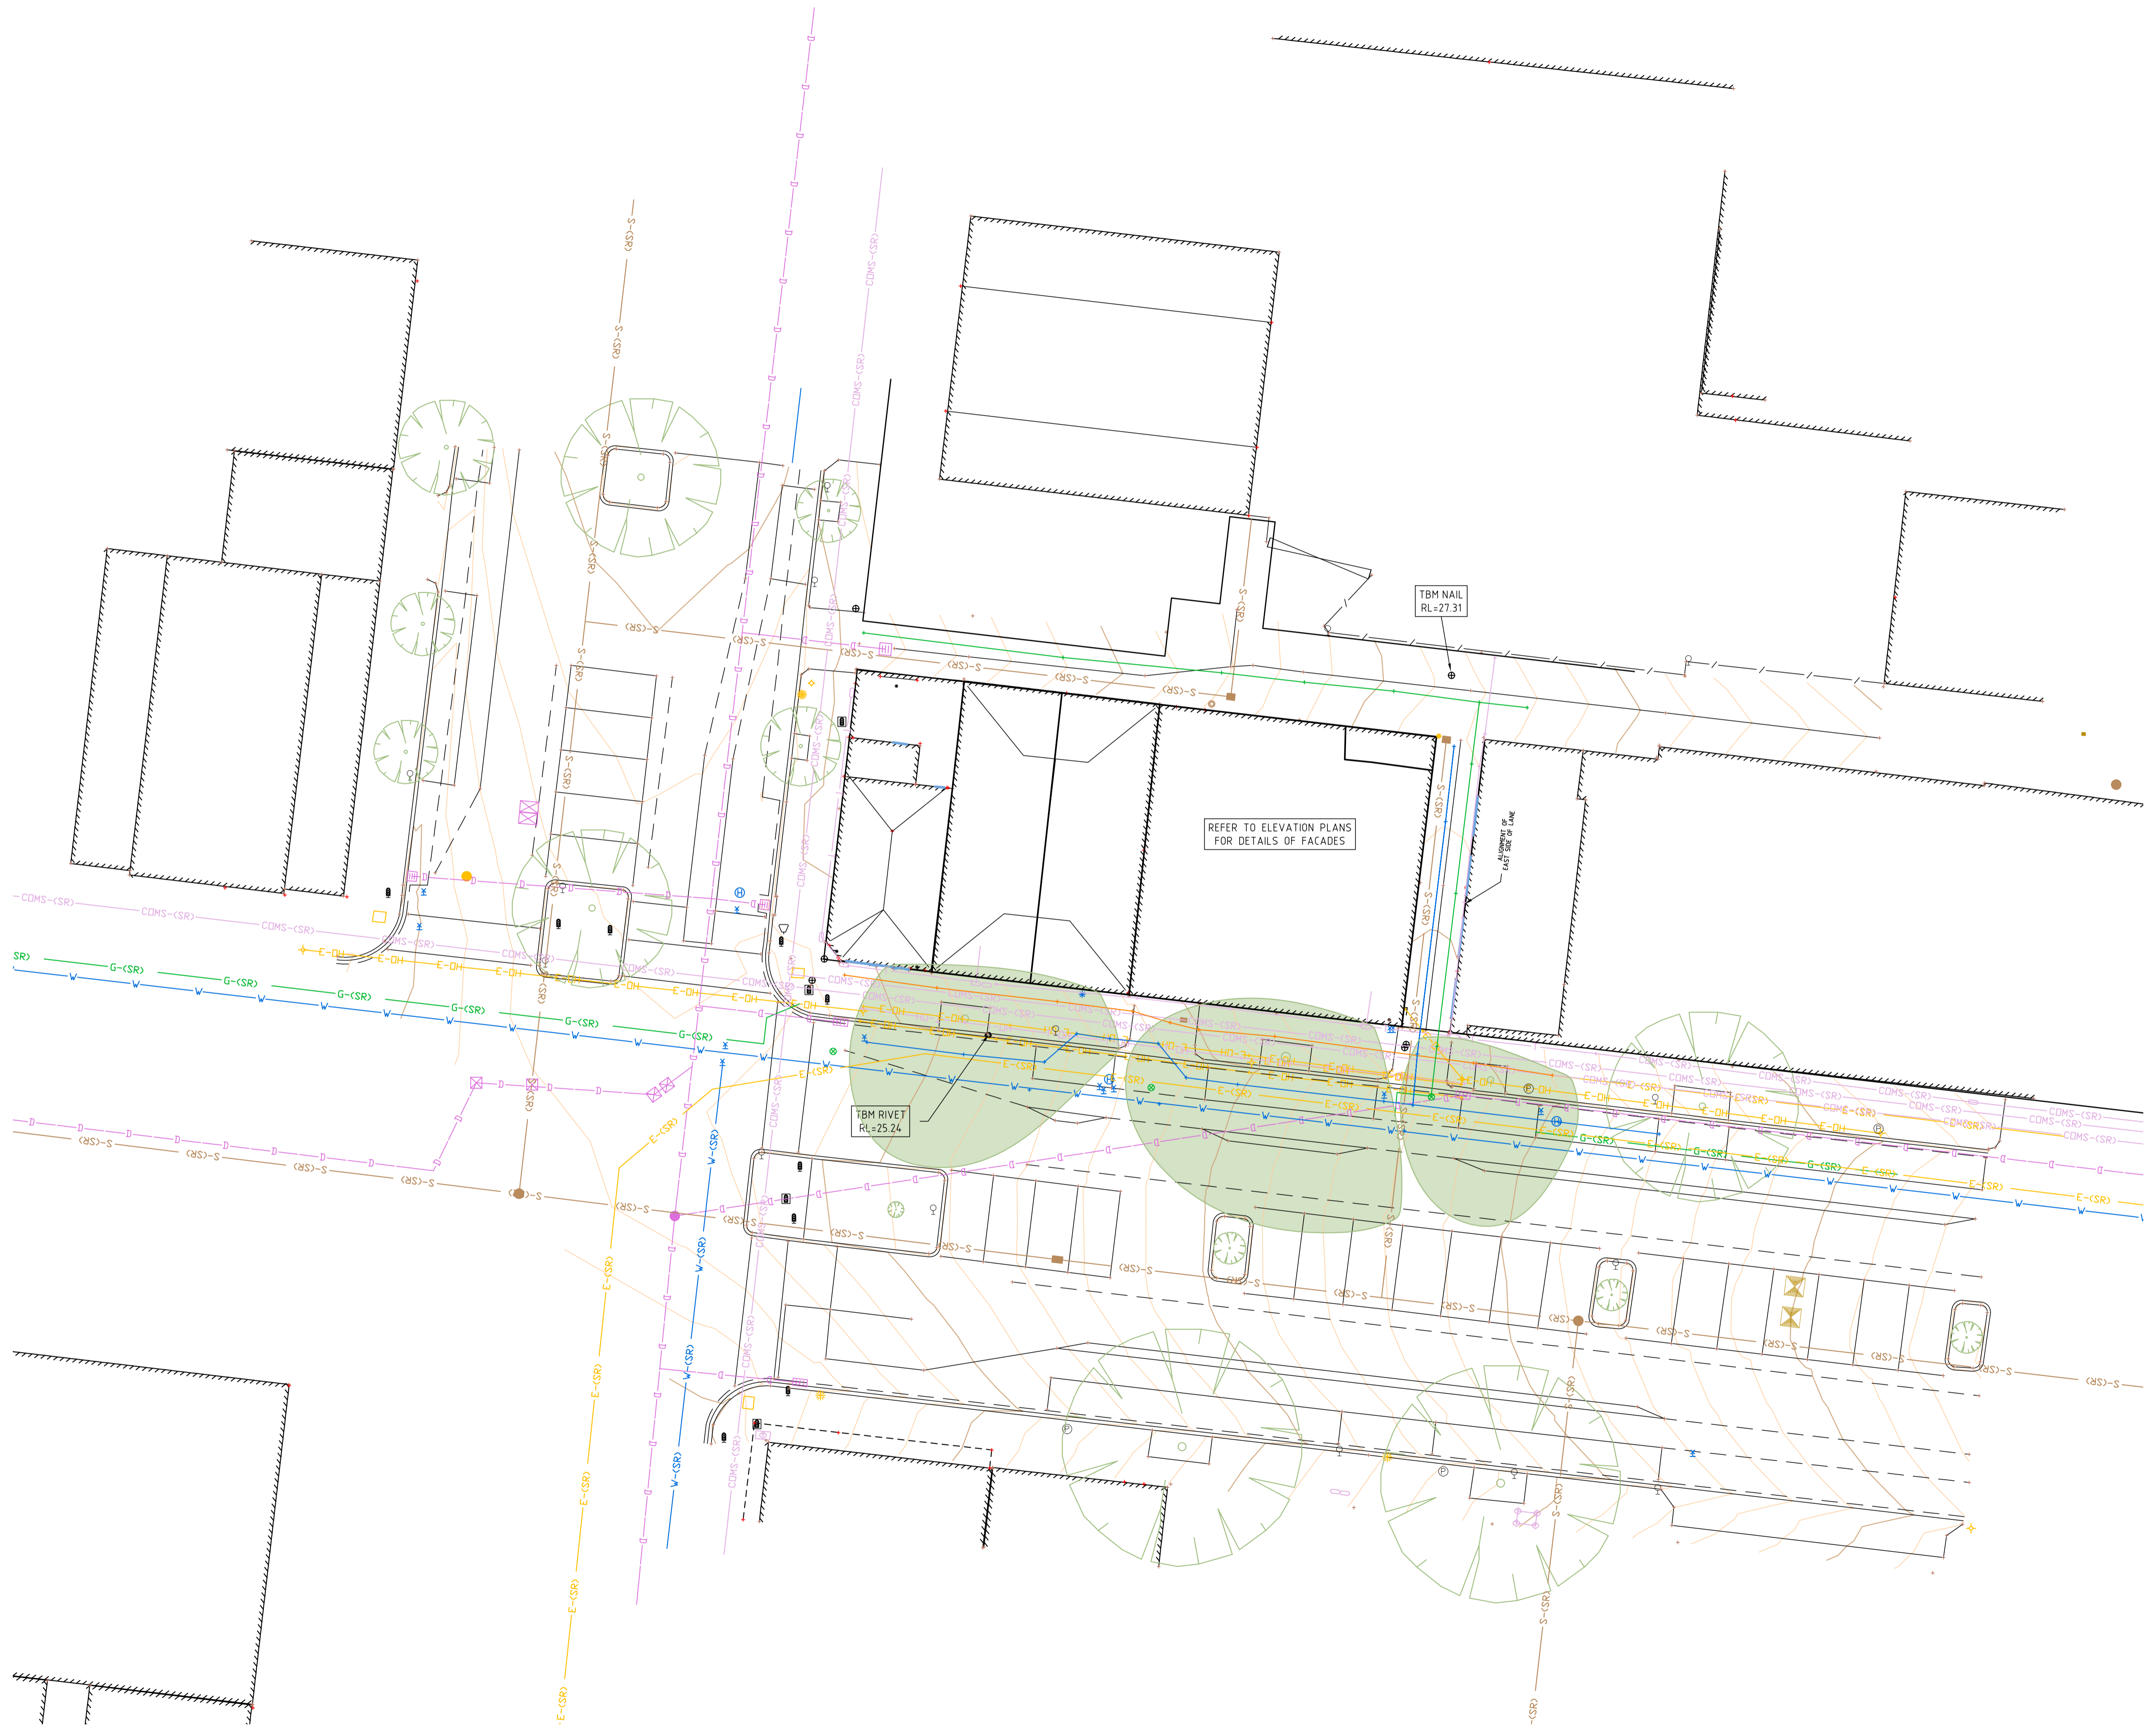 TBM NAIL
RL=27.31
REFER TO ELEVATION PLANS
FOR DETAILS OF FACADES
ALIGNMENT OF
EAST SIDE OF LANE
TBM RIVET
RL=25.24
D
COMS-(SR)
S-(SR)
E-OH
G-(SR)
W
E-(SR)
W-(SR)
H
P